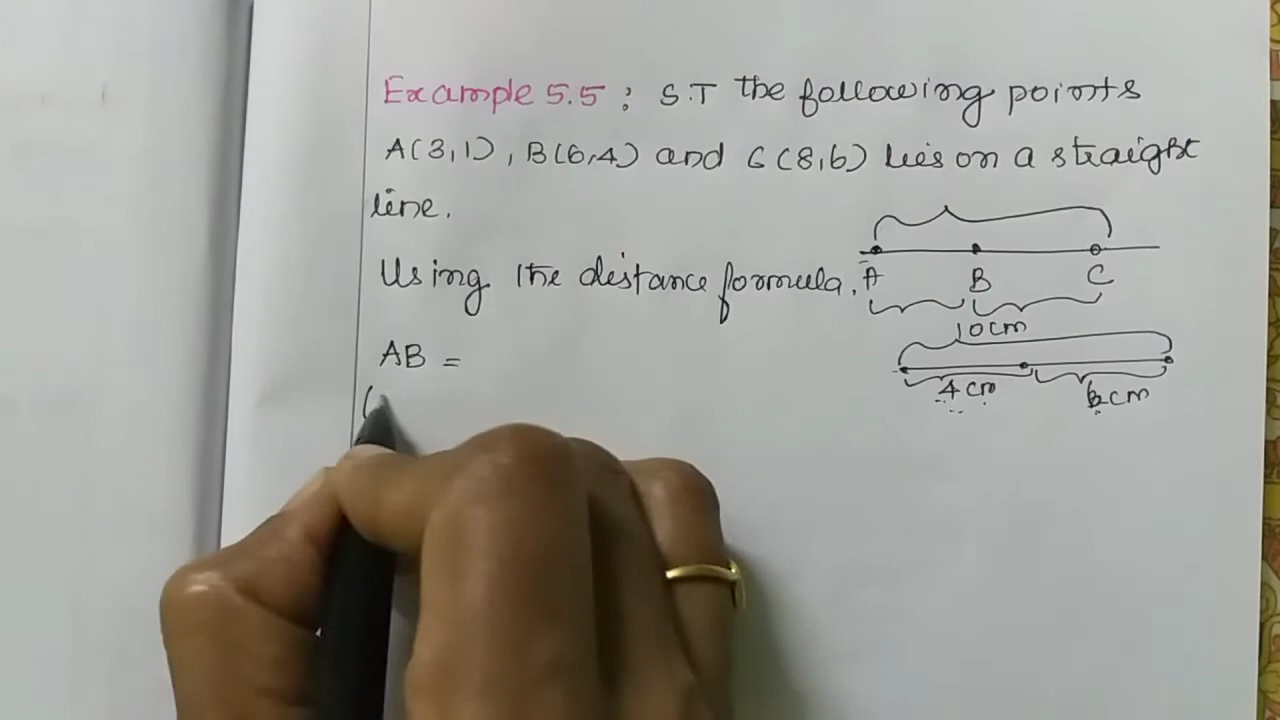 Example 5.5 : S.T the following points
A(3,1), B(6,4) and C(8,6) lies on a straight
line.
Using the distance formula.
A B C
10cm
4cm 6cm
AB =
(